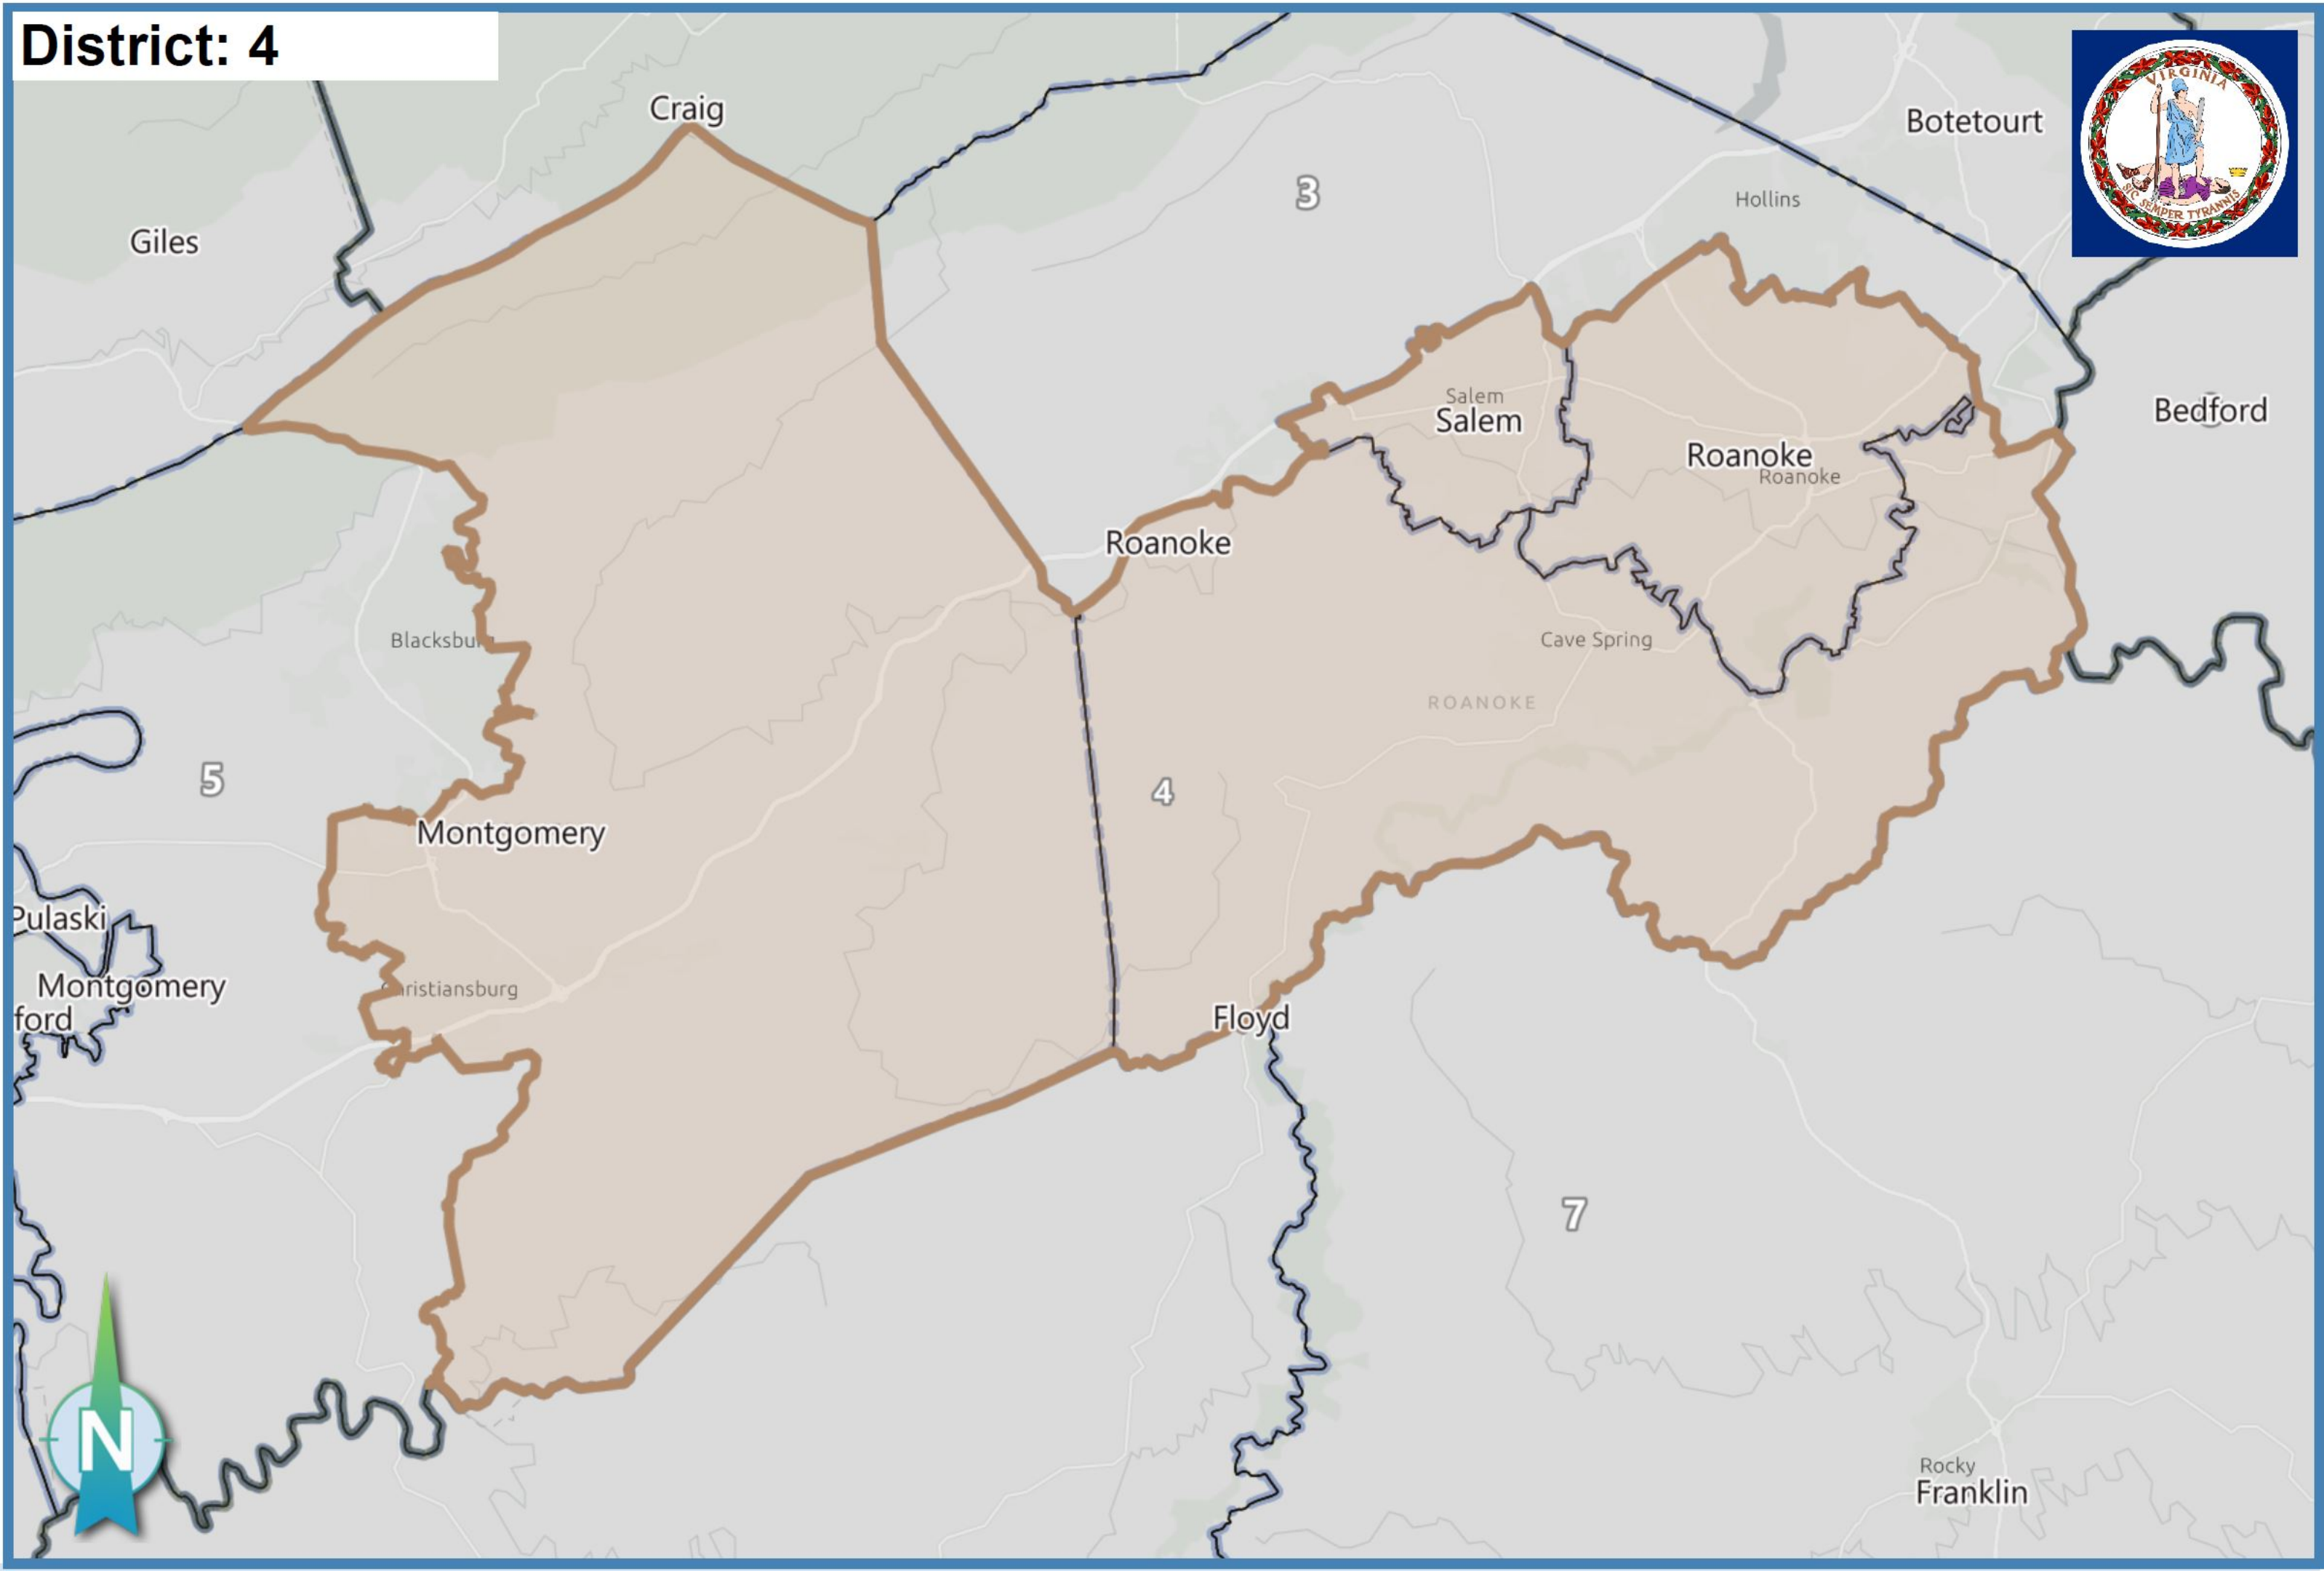 District: 4
Craig
Botetourt
VIRGINIA
SIC SEMPER TYRANNIS
3
Hollins
Giles
Salem
Salem
Bedford
Roanoke
Roanoke
Roanoke
Blacksbu
Cave Spring
ROANOKE
5
4
Montgomery
Pulaski
Montgomery
ristiansburg
ford
Floyd
7
Rocky
Franklin
N